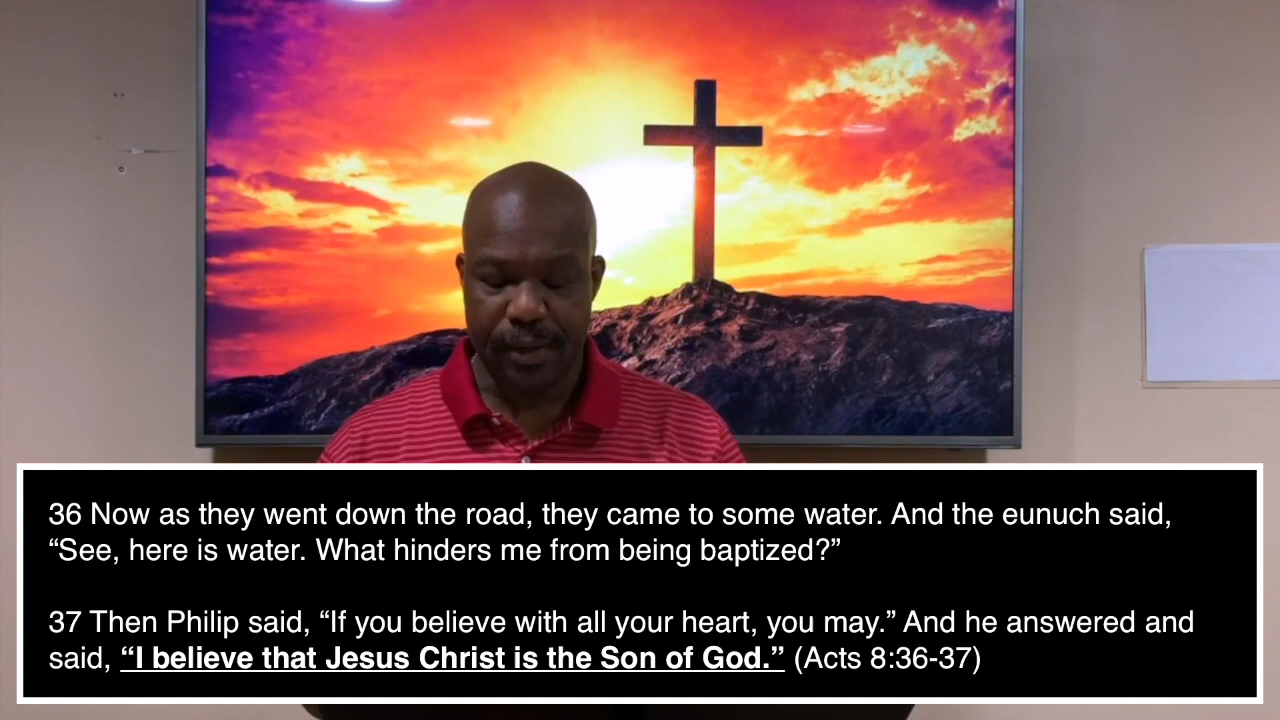 36 Now as they went down the road, they came to some water. And the eunuch said,
“See, here is water. What hinders me from being baptized?”
37 Then Philip said, “If you believe with all your heart, you may.” And he answered and
said, “I believe that Jesus Christ is the Son of God.” (Acts 8:36-37)